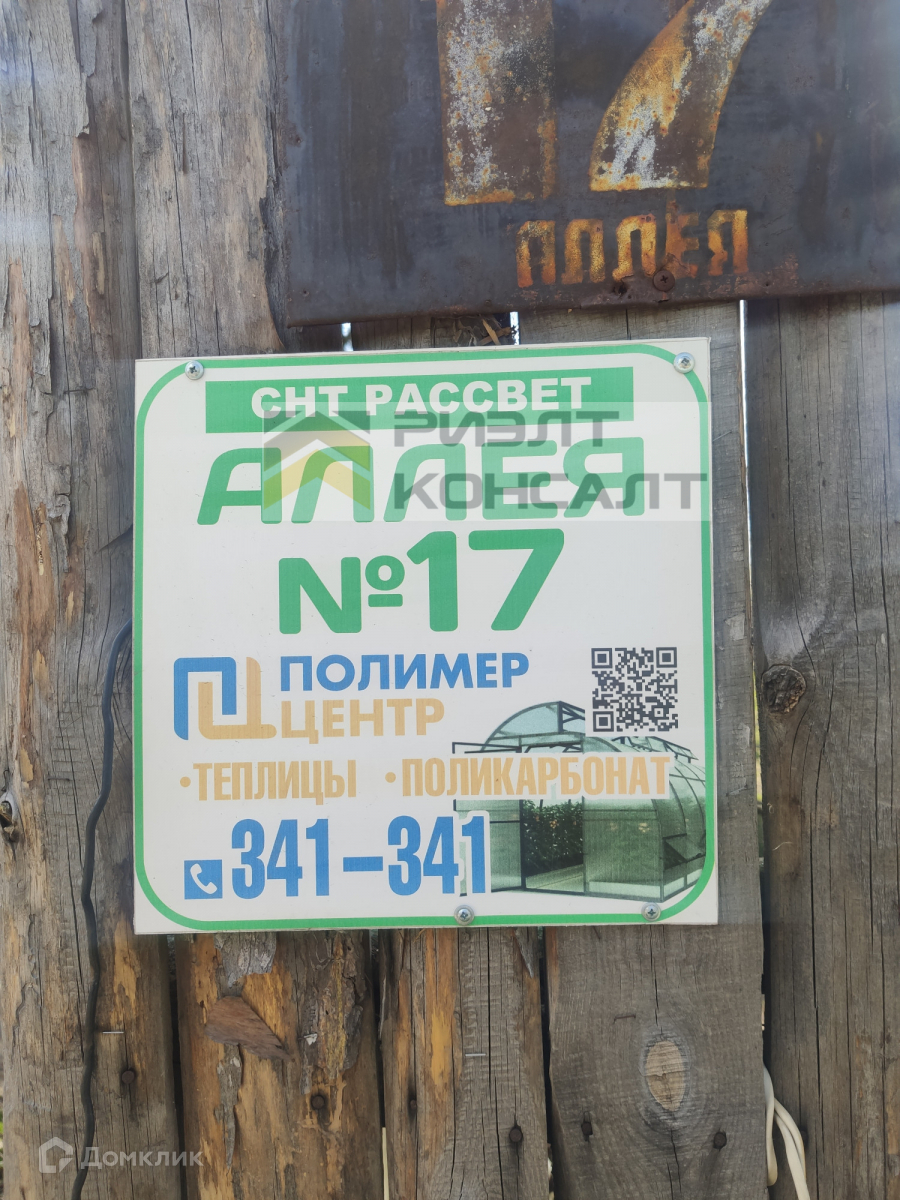 17
АЛЛЕЯ
СНТ РАССВЕТ
РИЭЛТ
КОНСАЛТ
АЛЛЕЯ
№17
ПОЛИМЕР
ЦЕНТР
•ТЕПЛИЦЫ •ПОЛИКАРБОНАТ
341-341
Домклик